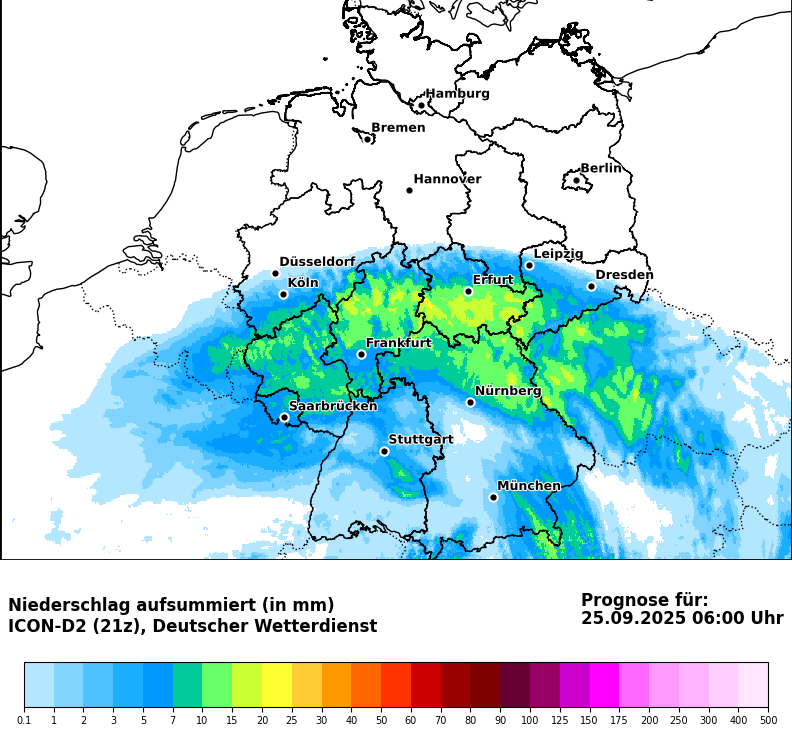 Hamburg
Bremen
Berlin
Hannover
Leipzig
Düsseldorf
Dresden
Köln
Erfurt
Frankfurt
Nürnberg
Saarbrücken
Stuttgart
München
Niederschlag aufsummiert (in mm)
ICON-D2 (21z), Deutscher Wetterdienst
Prognose für:
25.09.2025 06:00 Uhr
0.1 1 2 3 5 7 10 15 20 25 30 40 50 60 70 80 90 100 125 150 175 200 250 300 400 500